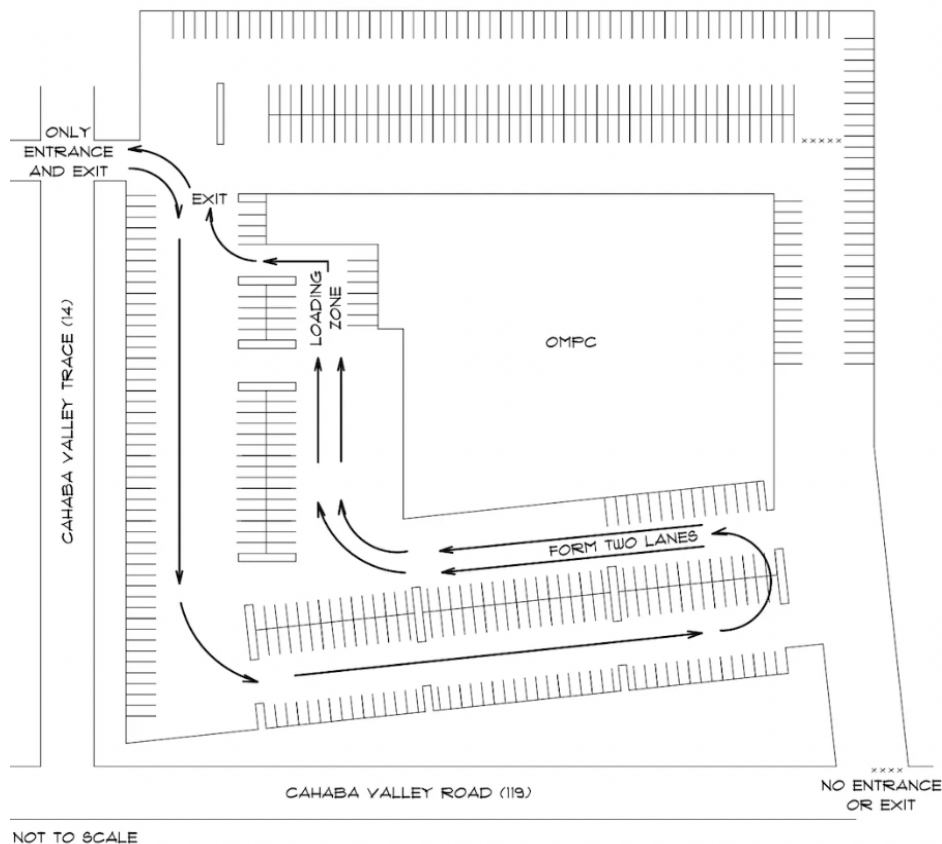 ONLY
ENTRANCE
AND EXIT
EXIT
LOADING
ZONE
CAHABA VALLEY TRACE (14)
OMPC
FORM TWO LANES
CAHABA VALLEY ROAD (119)
NO ENTRANCE
OR EXIT
NOT TO SCALE